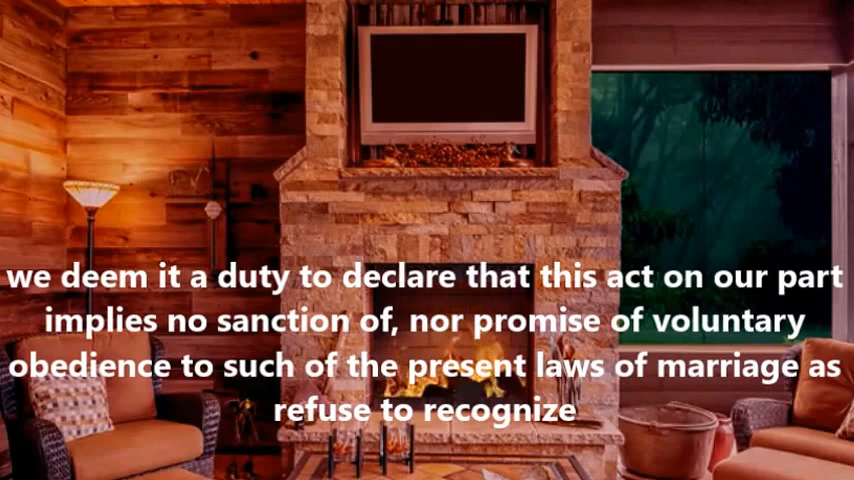 we deem it a duty to declare that this act on our part
implies no sanction of, nor promise of voluntary
obedience to such of the present laws of marriage as
refuse to recognize